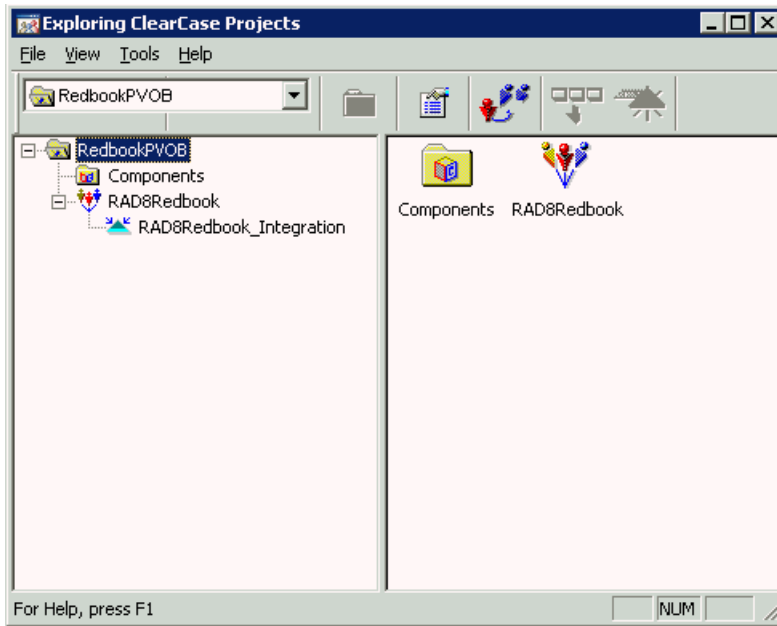 Exploring ClearCase Projects
File View Tools Help
RedbookPVOB
RedbookPVOB
Components
RAD8Redbook
RAD8Redbook_Integration
Components RAD8Redbook
For Help, press F1
NUM